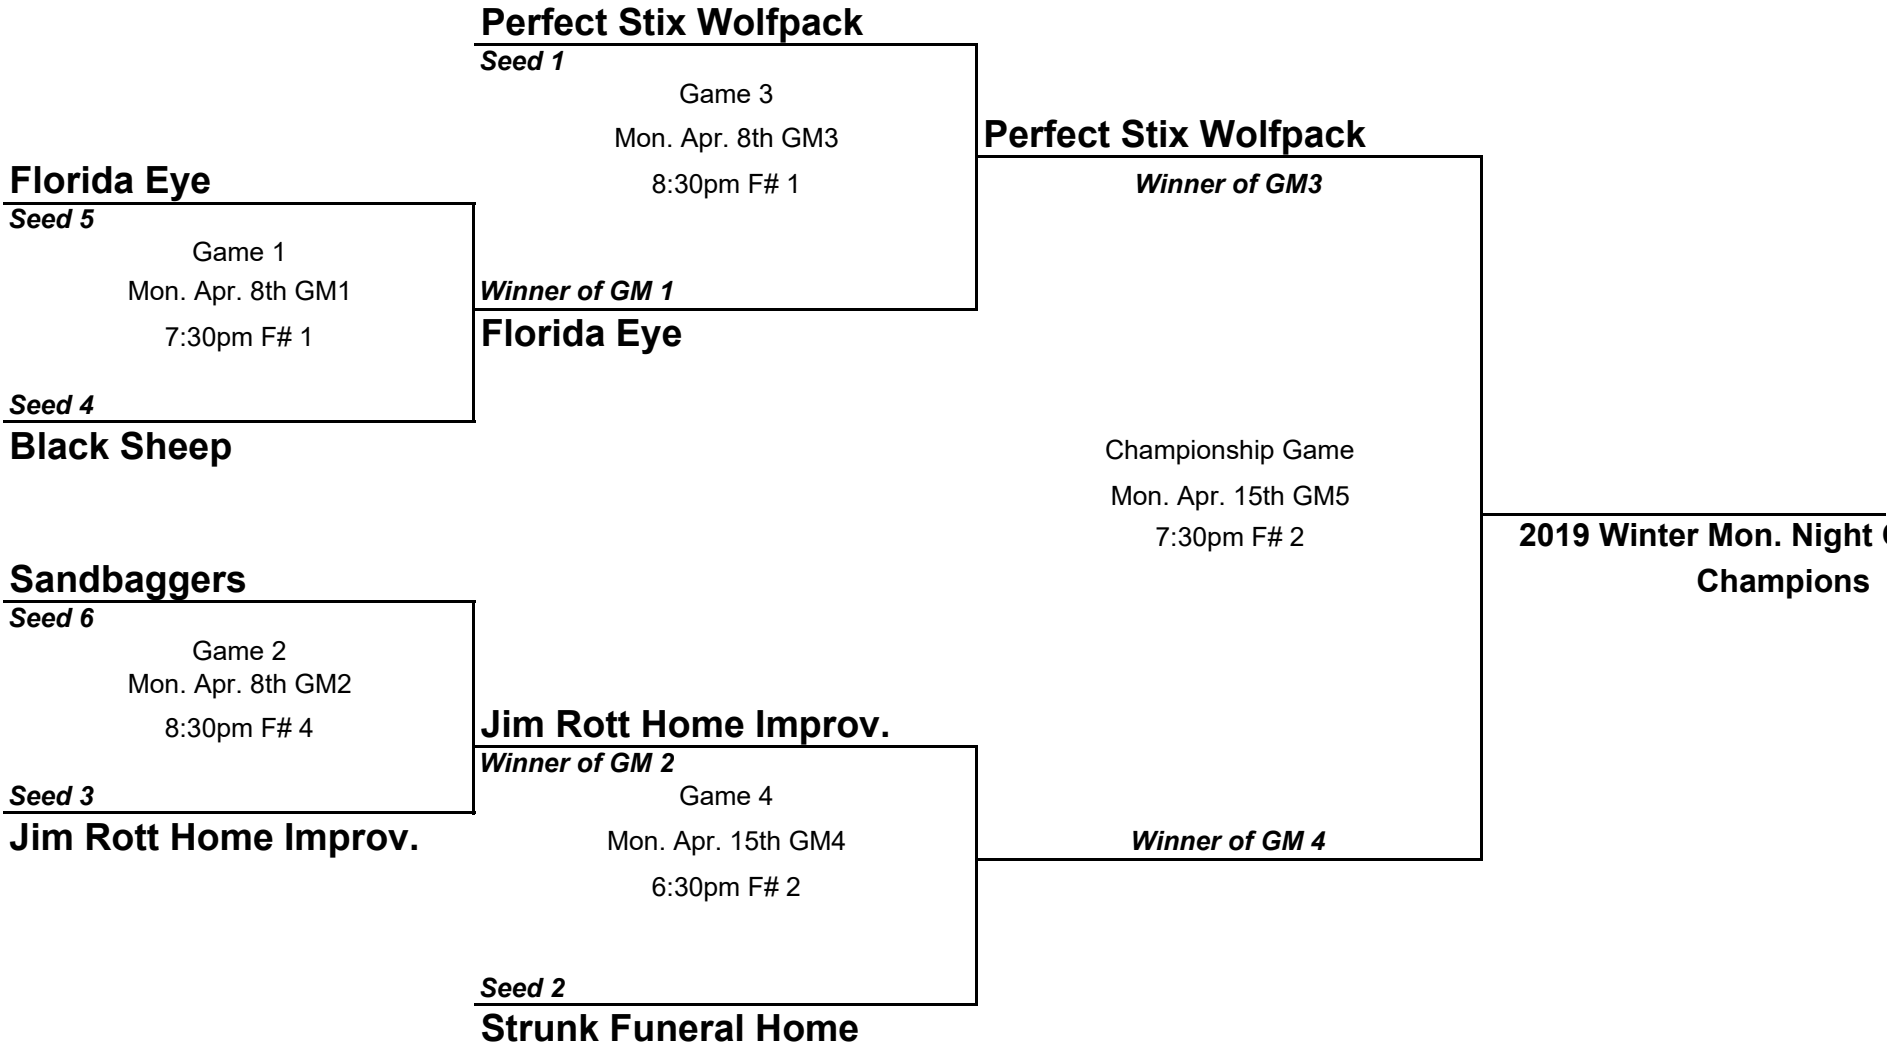 Perfect Stix Wolfpack
Seed 1
Game 3
Mon. Apr. 8th GM3
8:30pm F# 1
Perfect Stix Wolfpack
Winner of GM3
Florida Eye
Seed 5
Game 1
Mon. Apr. 8th GM1
7:30pm F# 1
Winner of GM 1
Florida Eye
Seed 4
Black Sheep
Championship Game
Mon. Apr. 15th GM5
7:30pm F# 2
2019 Winter Mon. Night
Champions
Sandbaggers
Seed 6
Game 2
Mon. Apr. 8th GM2
8:30pm F# 4
Seed 3
Jim Rott Home Improv.
Jim Rott Home Improv.
Winner of GM 2
Game 4
Mon. Apr. 15th GM4
6:30pm F# 2
Winner of GM 4
Seed 2
Strunk Funeral Home